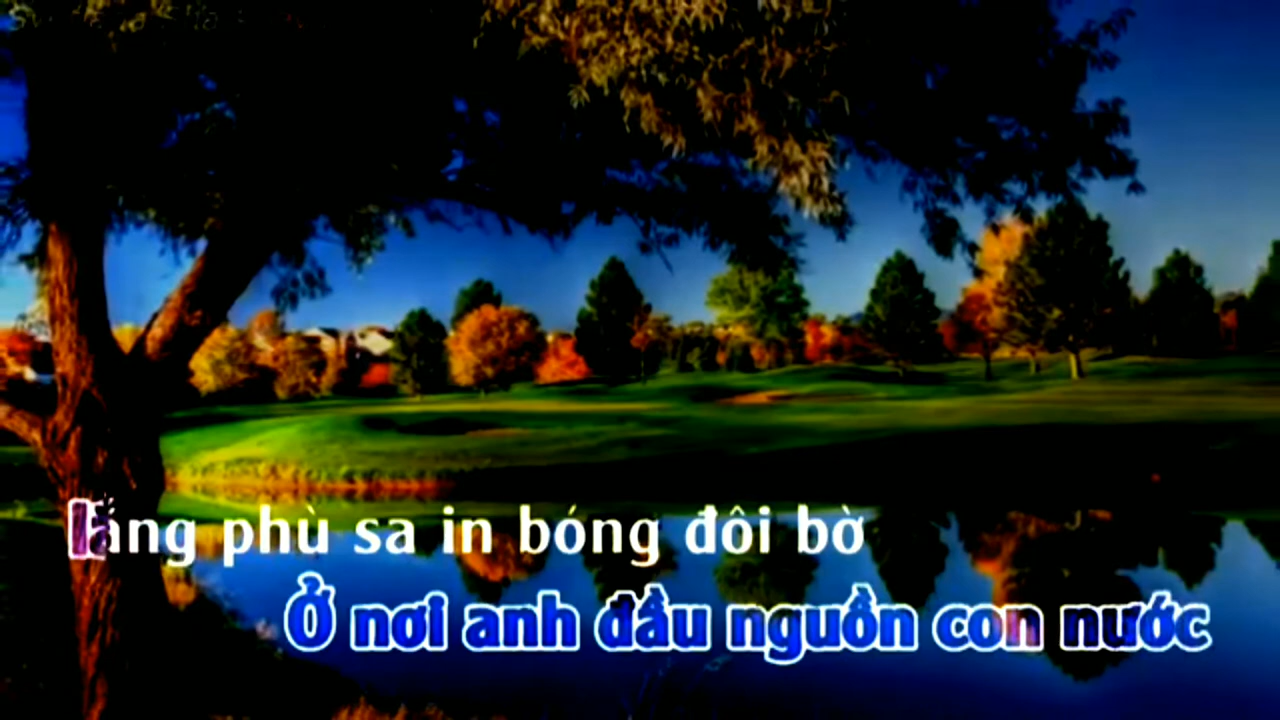 lắng phù sa in bóng đôi bờ
Ở nơi anh đầu nguồn con nước